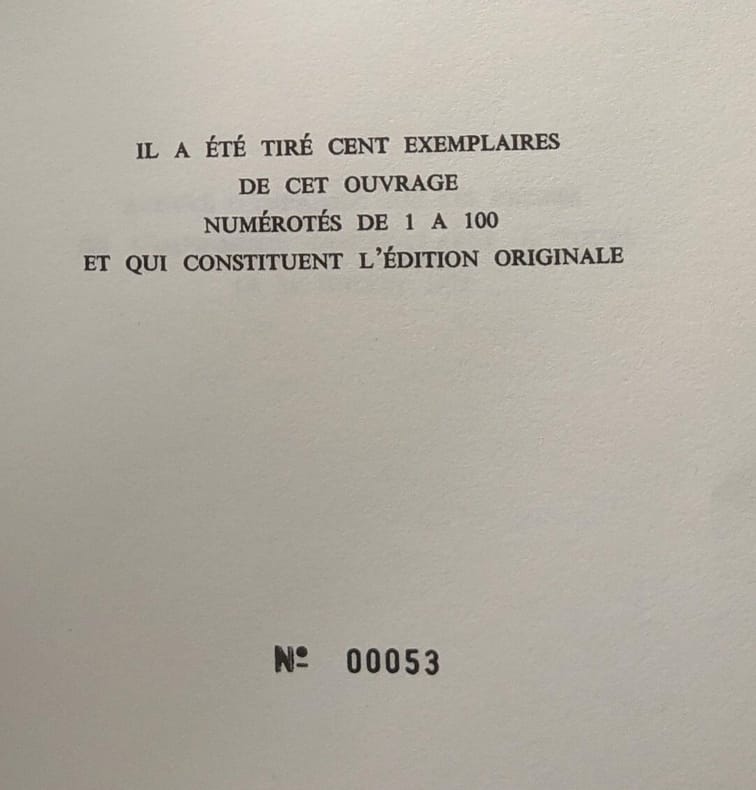 IL A ÉTÉ TIRÉ CENT EXEMPLAIRES
DE CET OUVRAGE
NUMÉROTÉS DE 1 A 100
ET QUI CONSTITUENT L'ÉDITION ORIGINALE
Nº 00053